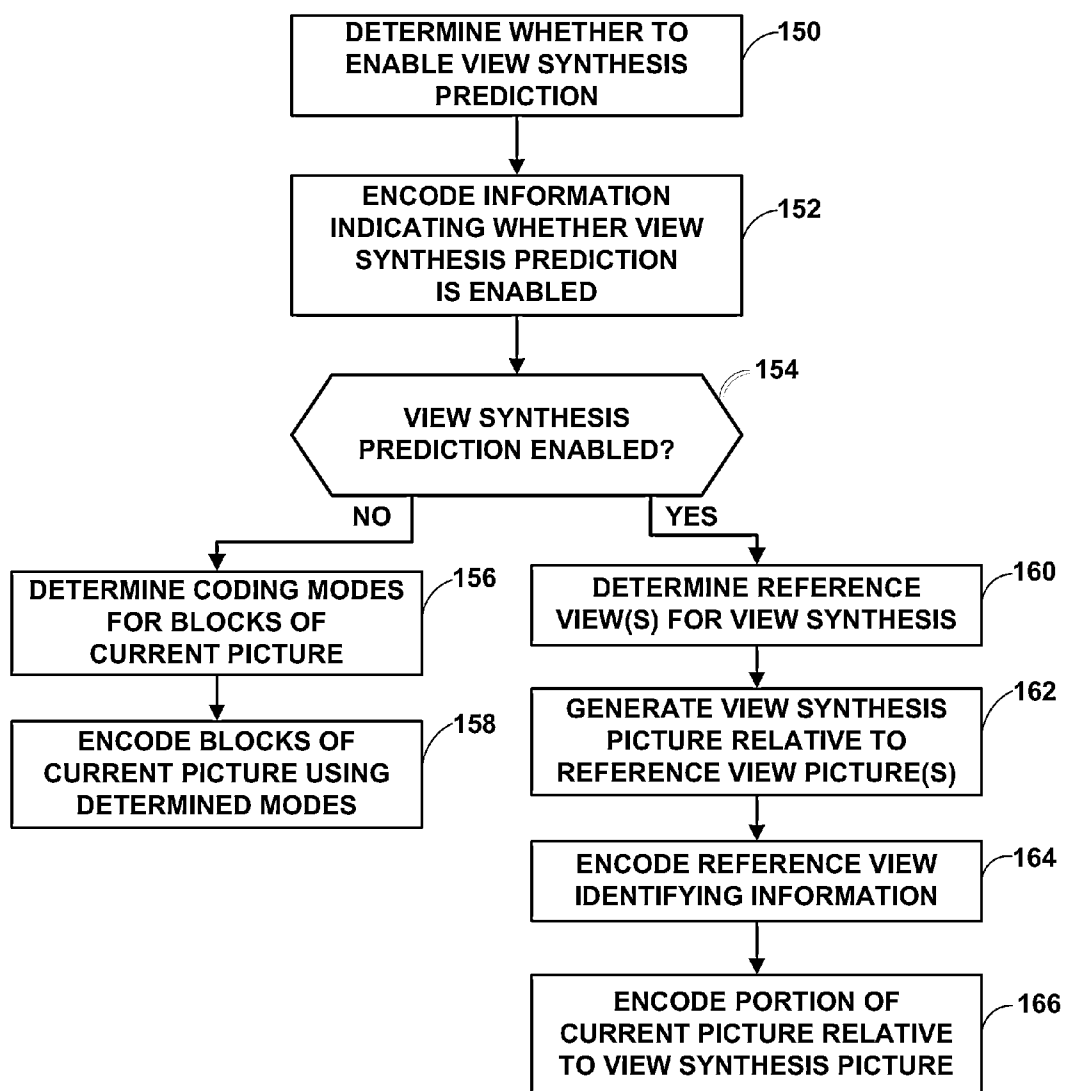 DETERMINE WHETHER TO
ENABLE VIEW SYNTHESIS
PREDICTION
150
ENCODE INFORMATION
INDICATING WHETHER VIEW
SYNTHESIS PREDICTION
IS ENABLED
152
VIEW SYNTHESIS
PREDICTION ENABLED?
154
NO
YES
DETERMINE CODING MODES
FOR BLOCKS OF
CURRENT PICTURE
156
ENCODE BLOCKS OF
CURRENT PICTURE USING
DETERMINED MODES
158
DETERMINE REFERENCE
VIEW(S) FOR VIEW SYNTHESIS
160
GENERATE VIEW SYNTHESIS
PICTURE RELATIVE TO
REFERENCE VIEW PICTURE(S)
162
ENCODE REFERENCE VIEW
IDENTIFYING INFORMATION
164
ENCODE PORTION OF
CURRENT PICTURE RELATIVE
TO VIEW SYNTHESIS PICTURE
166